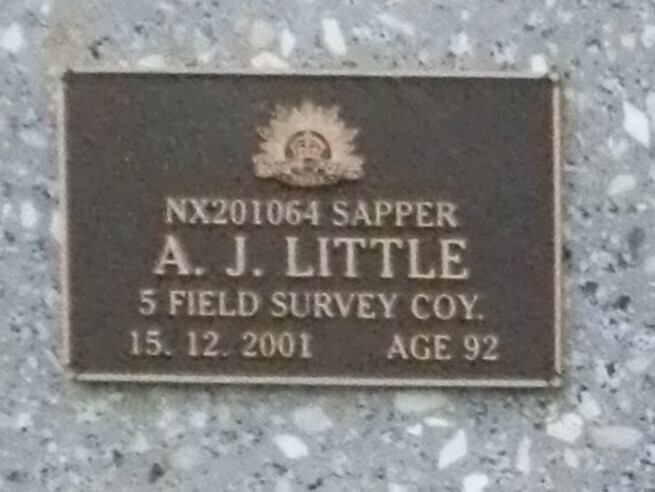 NX201064 SAPPER
A. J. LITTLE
5 FIELD SURVEY COY.
15. 12. 2001 AGE 92